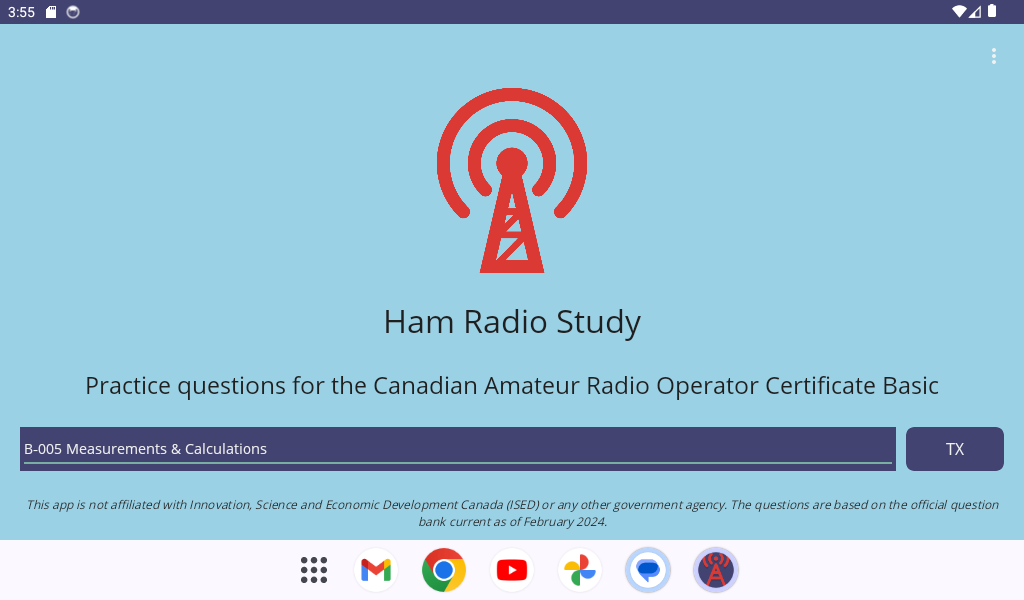 3:55
Ham Radio Study
Practice questions for the Canadian Amateur Radio Operator Certificate Basic
B-005 Measurements & Calculations
TX
This app is not affiliated with Innovation, Science and Economic Development Canada (ISED) or any other government agency. The questions are based on the official question
bank current as of February 2024.